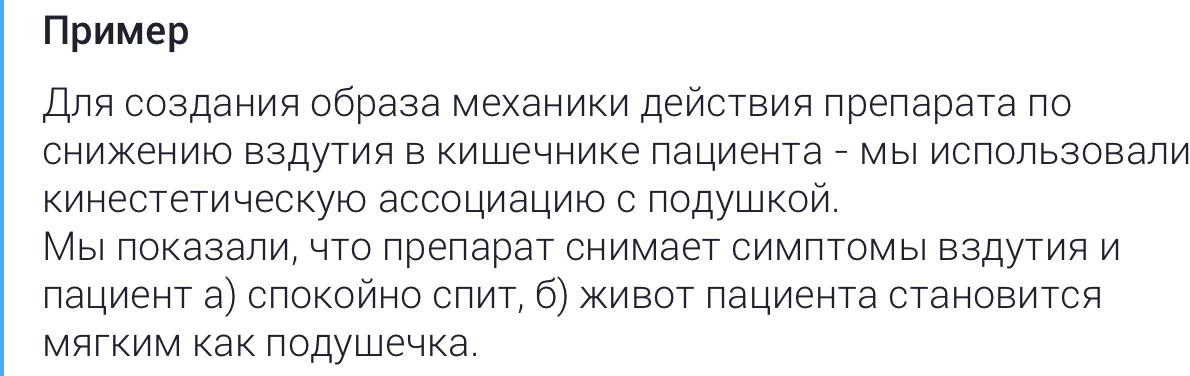 Пример
Для создания образа механики действия препарата по
снижению вздутия в кишечнике пациента - мы использовали
кинестетическую ассоциацию с подушкой.
Мы показали, что препарат снимает симптомы вздутия и
пациент а) спокойно спит, б) живот пациента становится
мягким как подушечка.